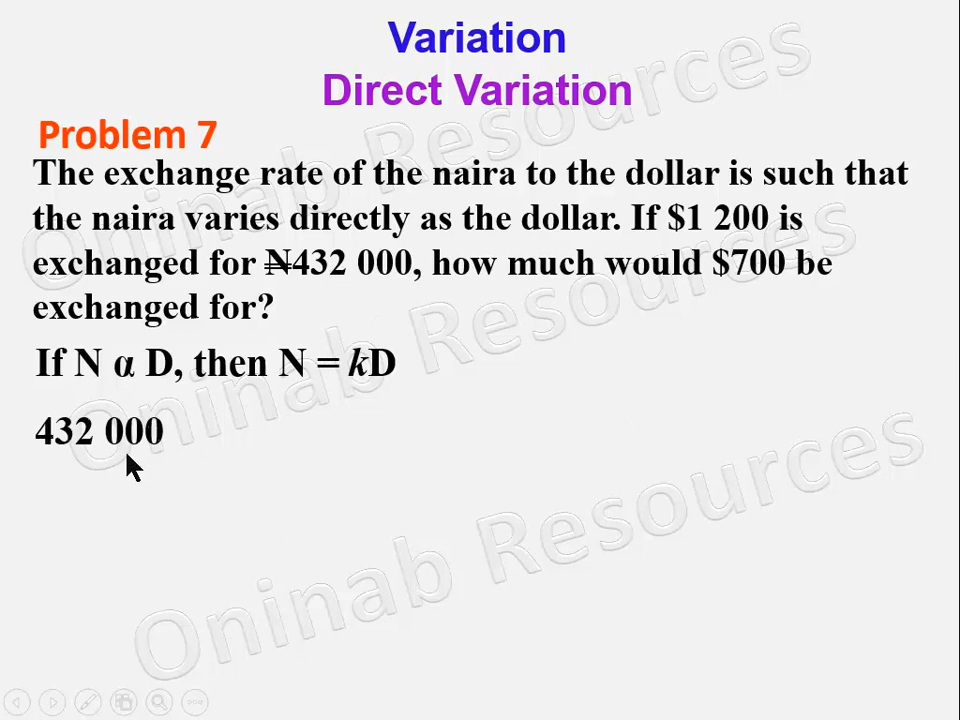 Variation
Direct Variation
Problem 7
The exchange rate of the naira to the dollar is such that
the naira varies directly as the dollar. If $1 200 is
exchanged for ₦432 000, how much would $700 be
exchanged for?
If N α D, then N = kD
432 000
Oninab Resources
Oninab Resources
Oninab Resources